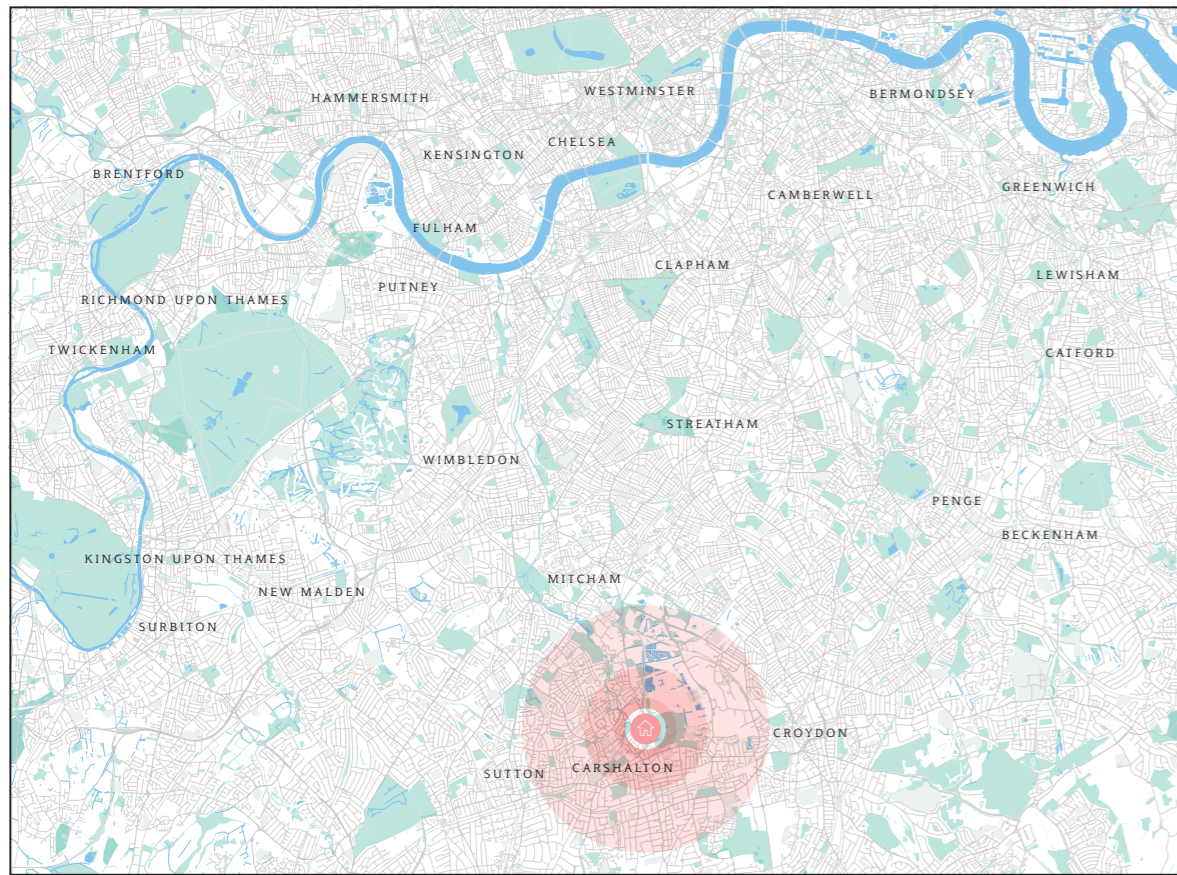 WESTMINSTER
BERMONDSEY
HAMMERSMITH
CHELSEA
KENSINGTON
BRENTFORD
GREENWICH
CAMBERWELL
FULHAM
CLAPHAM
LEWISHAM
PUTNEY
RICHMOND UPON THAMES
TWICKENHAM
CATFORD
STREATHAM
WIMBLEDON
PENGE
BECKENHAM
KINGSTON UPON THAMES
MITCHAM
NEW MALDEN
SURBITON
CROYDON
CARSHALTON
SUTTON